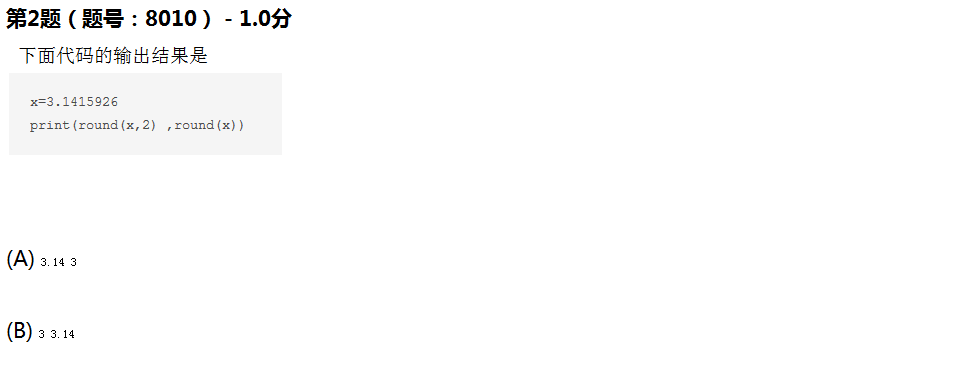 第2题（题号：8010） - 1.0分
下面代码的输出结果是
x=3.1415926
print(round(x,2) ,round(x))
(A) 3.14 3
(B) 3 3.14